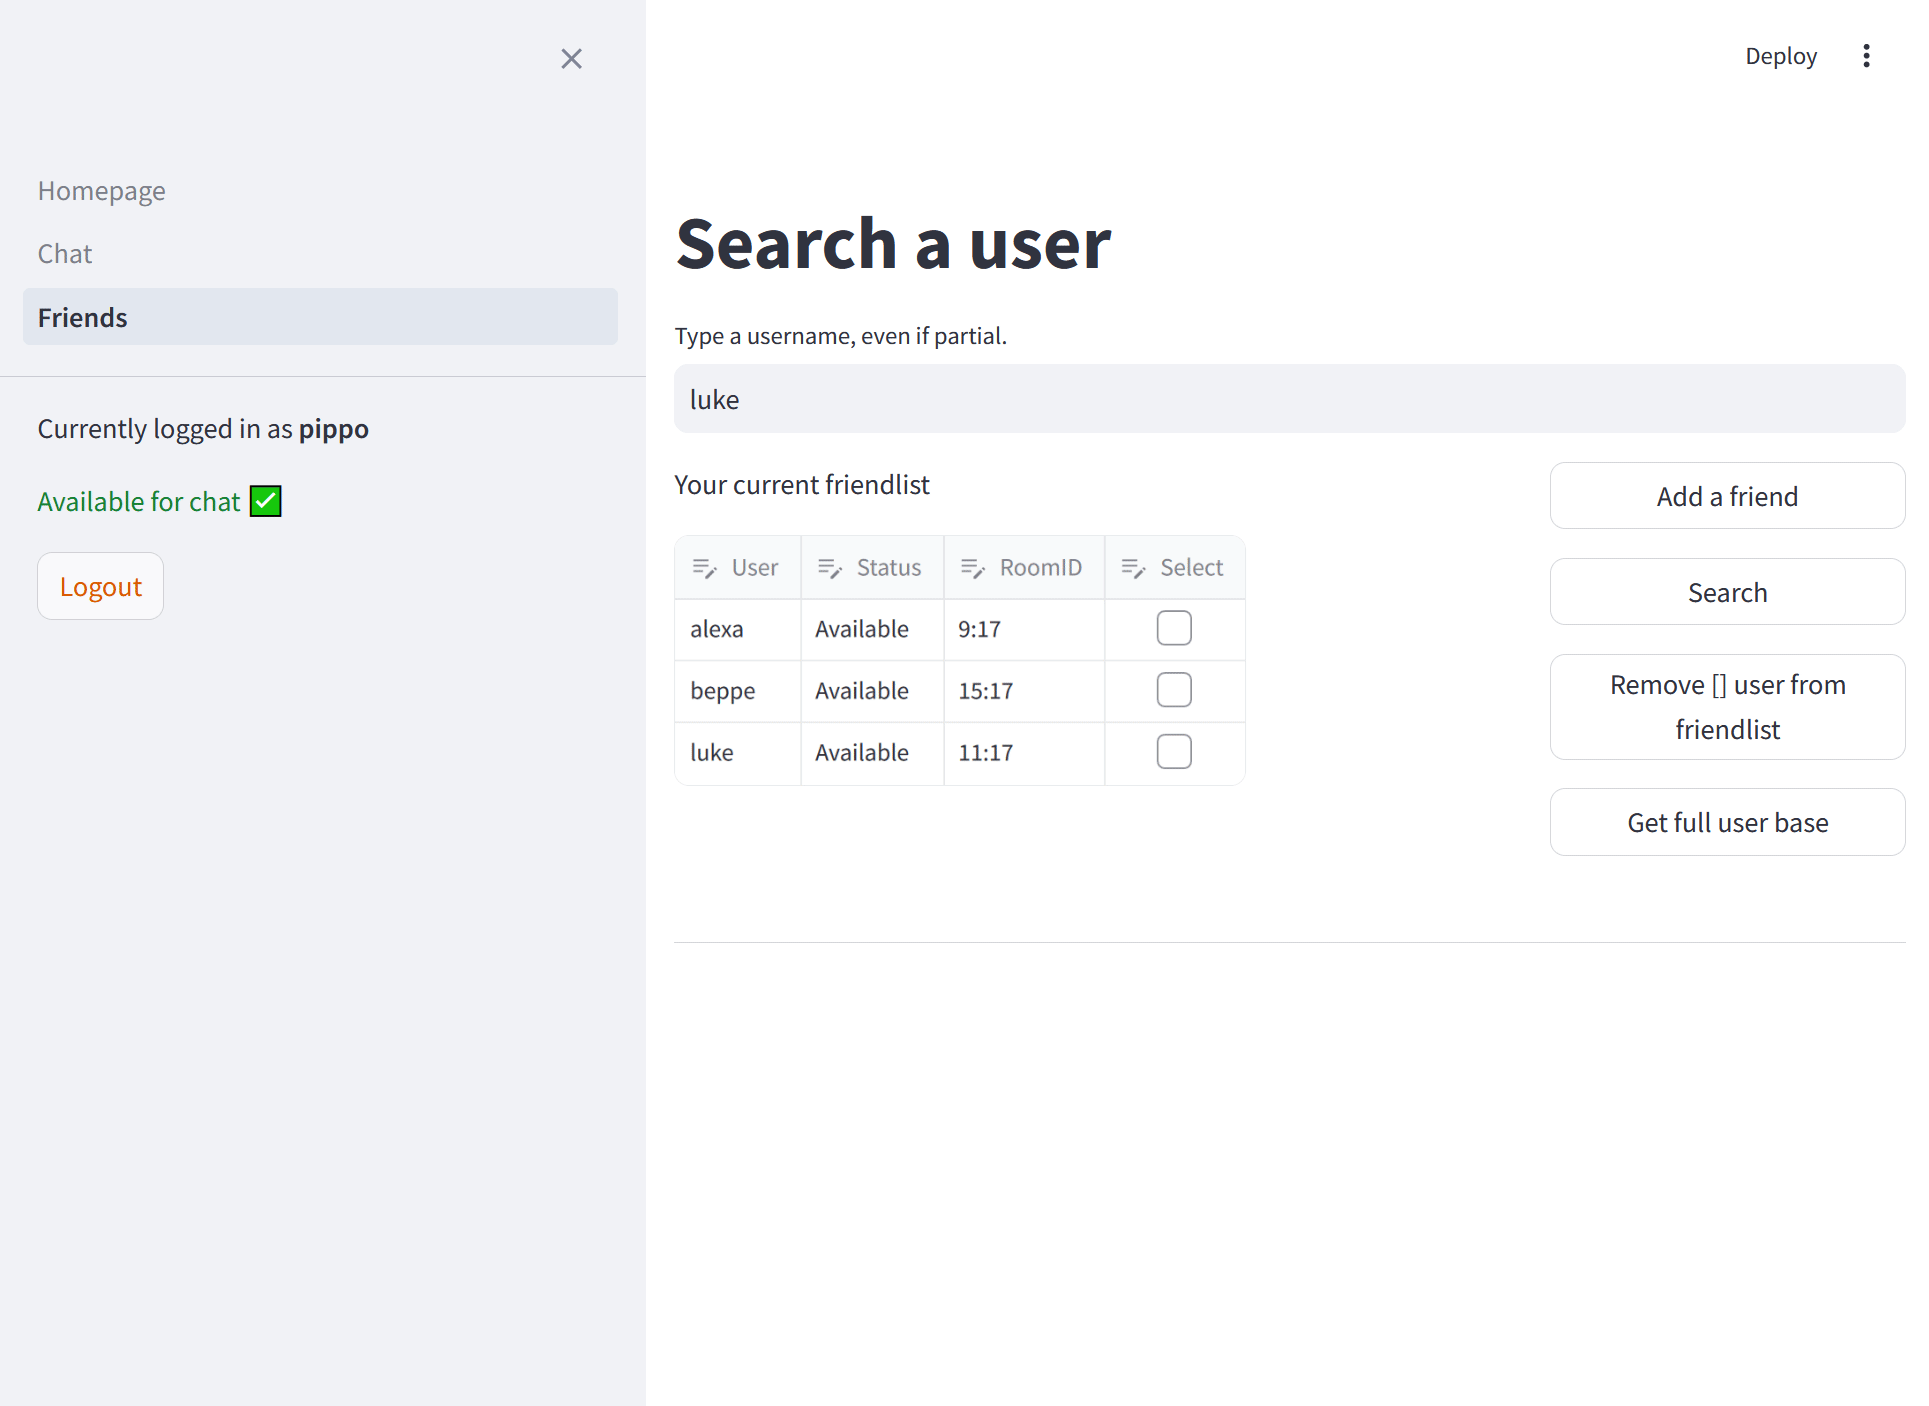 Deploy
Homepage
Chat
Friends
Currently logged in as pippo
Available for chat ✅
Logout
Search a user
Type a username, even if partial.
luke
Your current friendlist
User Status RoomID Select
alexa Available 9:17
beppe Available 15:17
luke Available 11:17
Add a friend
Search
Remove [] user from
friendlist
Get full user base